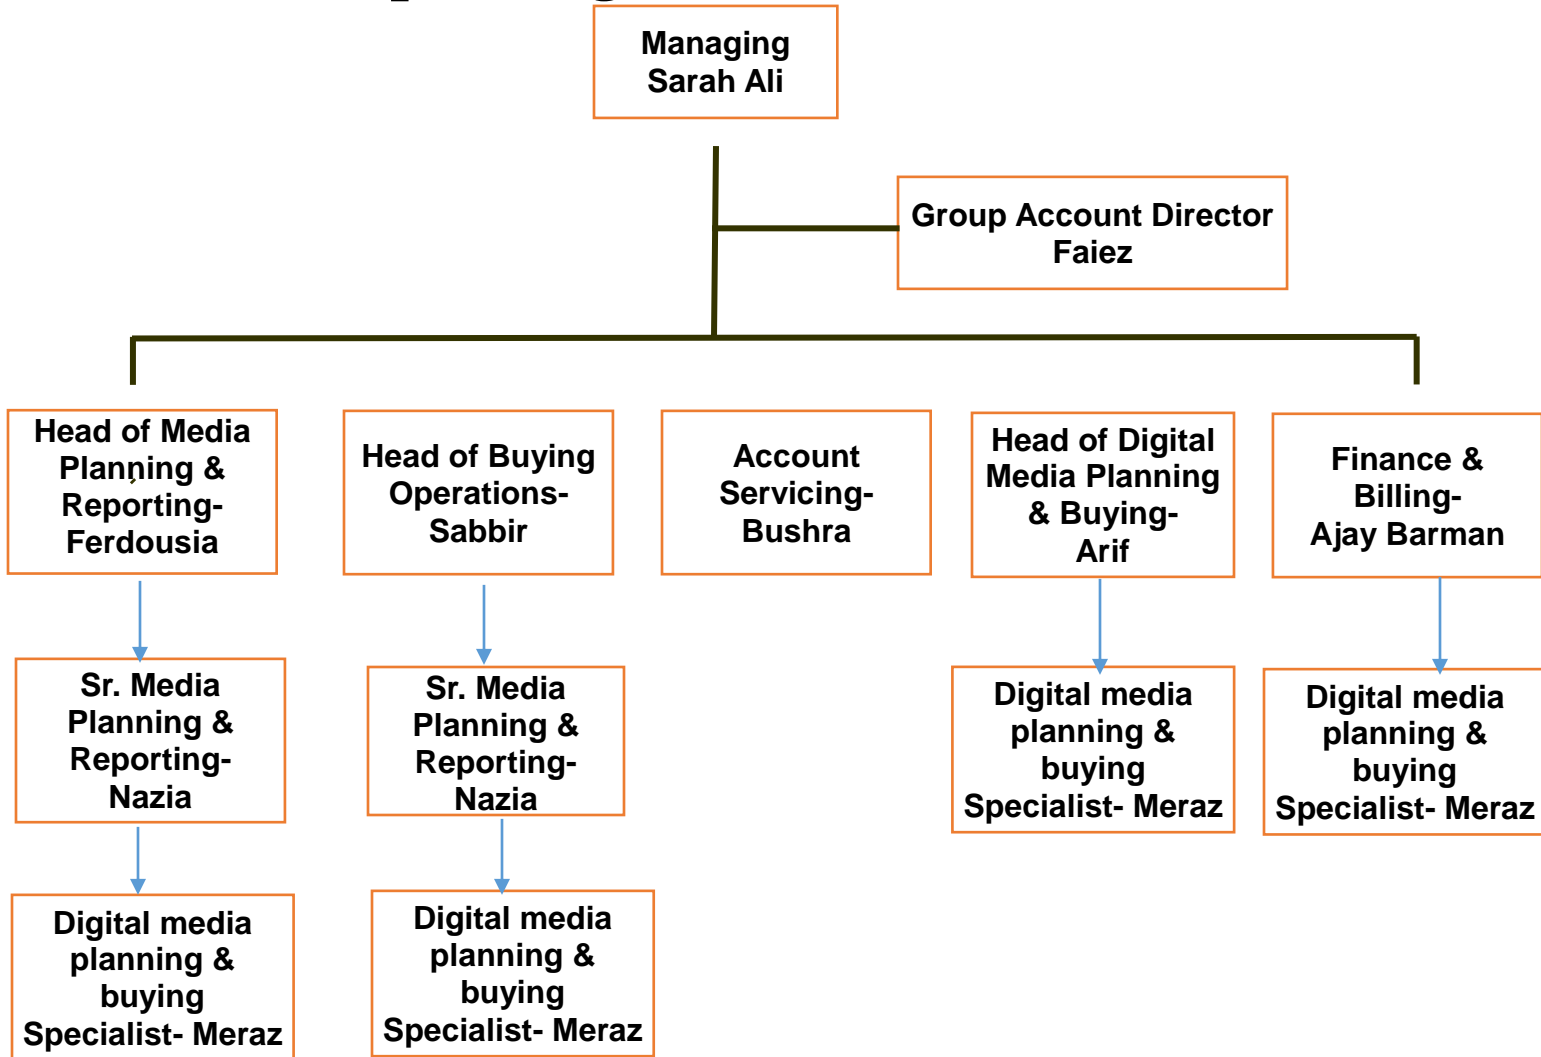 Managing
Sarah Ali
Group Account Director
Faiez
Head of Media
Planning &
Reporting-
Ferdousia
Head of Buying
Operations-
Sabbir
Account
Servicing-
Bushra
Head of Digital
Media Planning
& Buying-
Arif
Finance &
Billing-
Ajay Barman
Sr. Media
Planning &
Reporting-
Nazia
Sr. Media
Planning &
Reporting-
Nazia
Digital media
planning &
buying
Specialist- Meraz
Digital media
planning &
buying
Specialist- Meraz
Digital media
planning &
buying
Specialist- Meraz
Digital media
planning &
buying
Specialist- Meraz